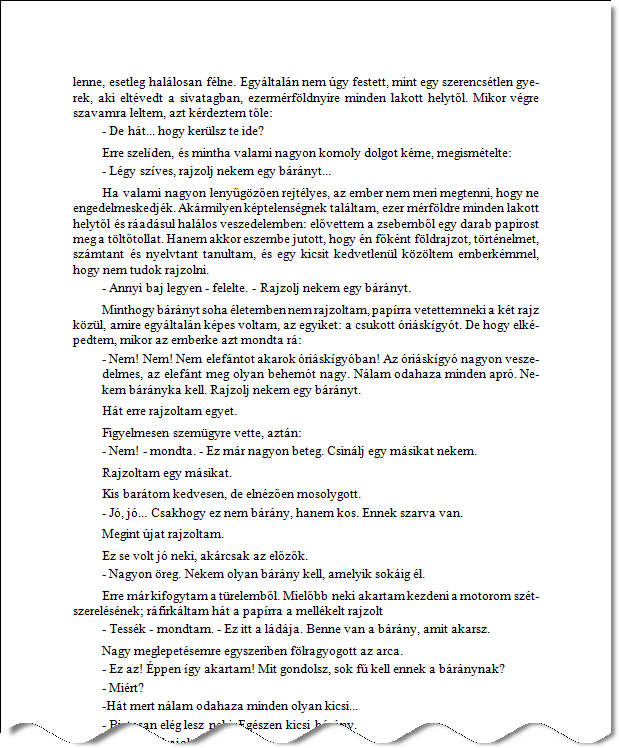 lenne, esetleg halálosan félne. Egyáltalán nem úgy festett, mint egy szerencsétlen gye-
rek, aki eltévedt a sivatagban, ezermérföldnyire minden lakott helytől. Mikor végre
szavamra leltem, azt kérdeztem tőle:
- De hát... hogy kerülsz te ide?
Erre szelíden, és mintha valami nagyon komoly dolgot kérne, megismételte:
- Légy szíves, rajzolj nekem egy bárányt...
Ha valami nagyon lenyűgözően rejtélyes, az ember nem meri megtenni, hogy ne
engedelmeskedjék. Akármilyen képtelenségnek találtam, ezer mérföldre minden lakott
helytől és ráadásul halálos veszedelemben: elővettem a zsebemből egy darab papirost
meg a töltőtollat. Hanem akkor eszembe jutott, hogy én főként földrajzot, történelmet,
számtant és nyelvtant tanultam, és egy kicsit kedvetlenül közöltem emberkémmel,
hogy nem tudok rajzolni.
- Annyi baj legyen - felelte. - Rajzolj nekem egy bárányt.
Minthogy bárányt soha életemben nem rajzoltam, papírra vetettem neki a két rajz
közül, amire egyáltalán képes voltam, az egyiket: a csukott óriáskígyót. De hogy elké-
pedtem, mikor az emberke azt mondta rá:
- Nem! Nem! Nem elefántot akarok óriáskígyóban! Az óriáskígyó nagyon vesze-
delmes, az elefánt meg olyan behemót nagy. Nálam odahaza minden apró. Ne-
kem bárányka kell. Rajzolj nekem egy bárányt.
Hát erre rajzoltam egyet.
Figyelmesen szemügyre vette, aztán:
- Nem! - mondta. - Ez már nagyon beteg. Csinálj egy másikat nekem.
Rajzoltam egy másikat.
Kis barátom kedvesen, de elnézően mosolygott.
- Jó, jó... Csakhogy ez nem bárány, hanem kos. Ennek szarva van.
Megint újat rajzoltam.
Ez se volt jó neki, akárcsak az előzők.
- Nagyon öreg. Nekem olyan bárány kell, amelyik sokáig él.
Erre már kifogytam a türelemből. Mielőbb neki akartam kezdeni a motorom szét-
szerelésének; ráfirkáltam hát a papírra a mellékelt rajzolt
- Tessék - mondtam. - Ez itt a ládája. Benne van a bárány, amit akarsz.
Nagy meglepetésemre egyszeriben fölragyogott az arca.
- Ez az! Éppen így akartam! Mit gondolsz, sok fű kell ennek a báránynak?
- Miért?
-Hát mert nálam odahaza minden olyan kicsi...
- Biztosan elég lesz neki. Egészen kicsi bárány.